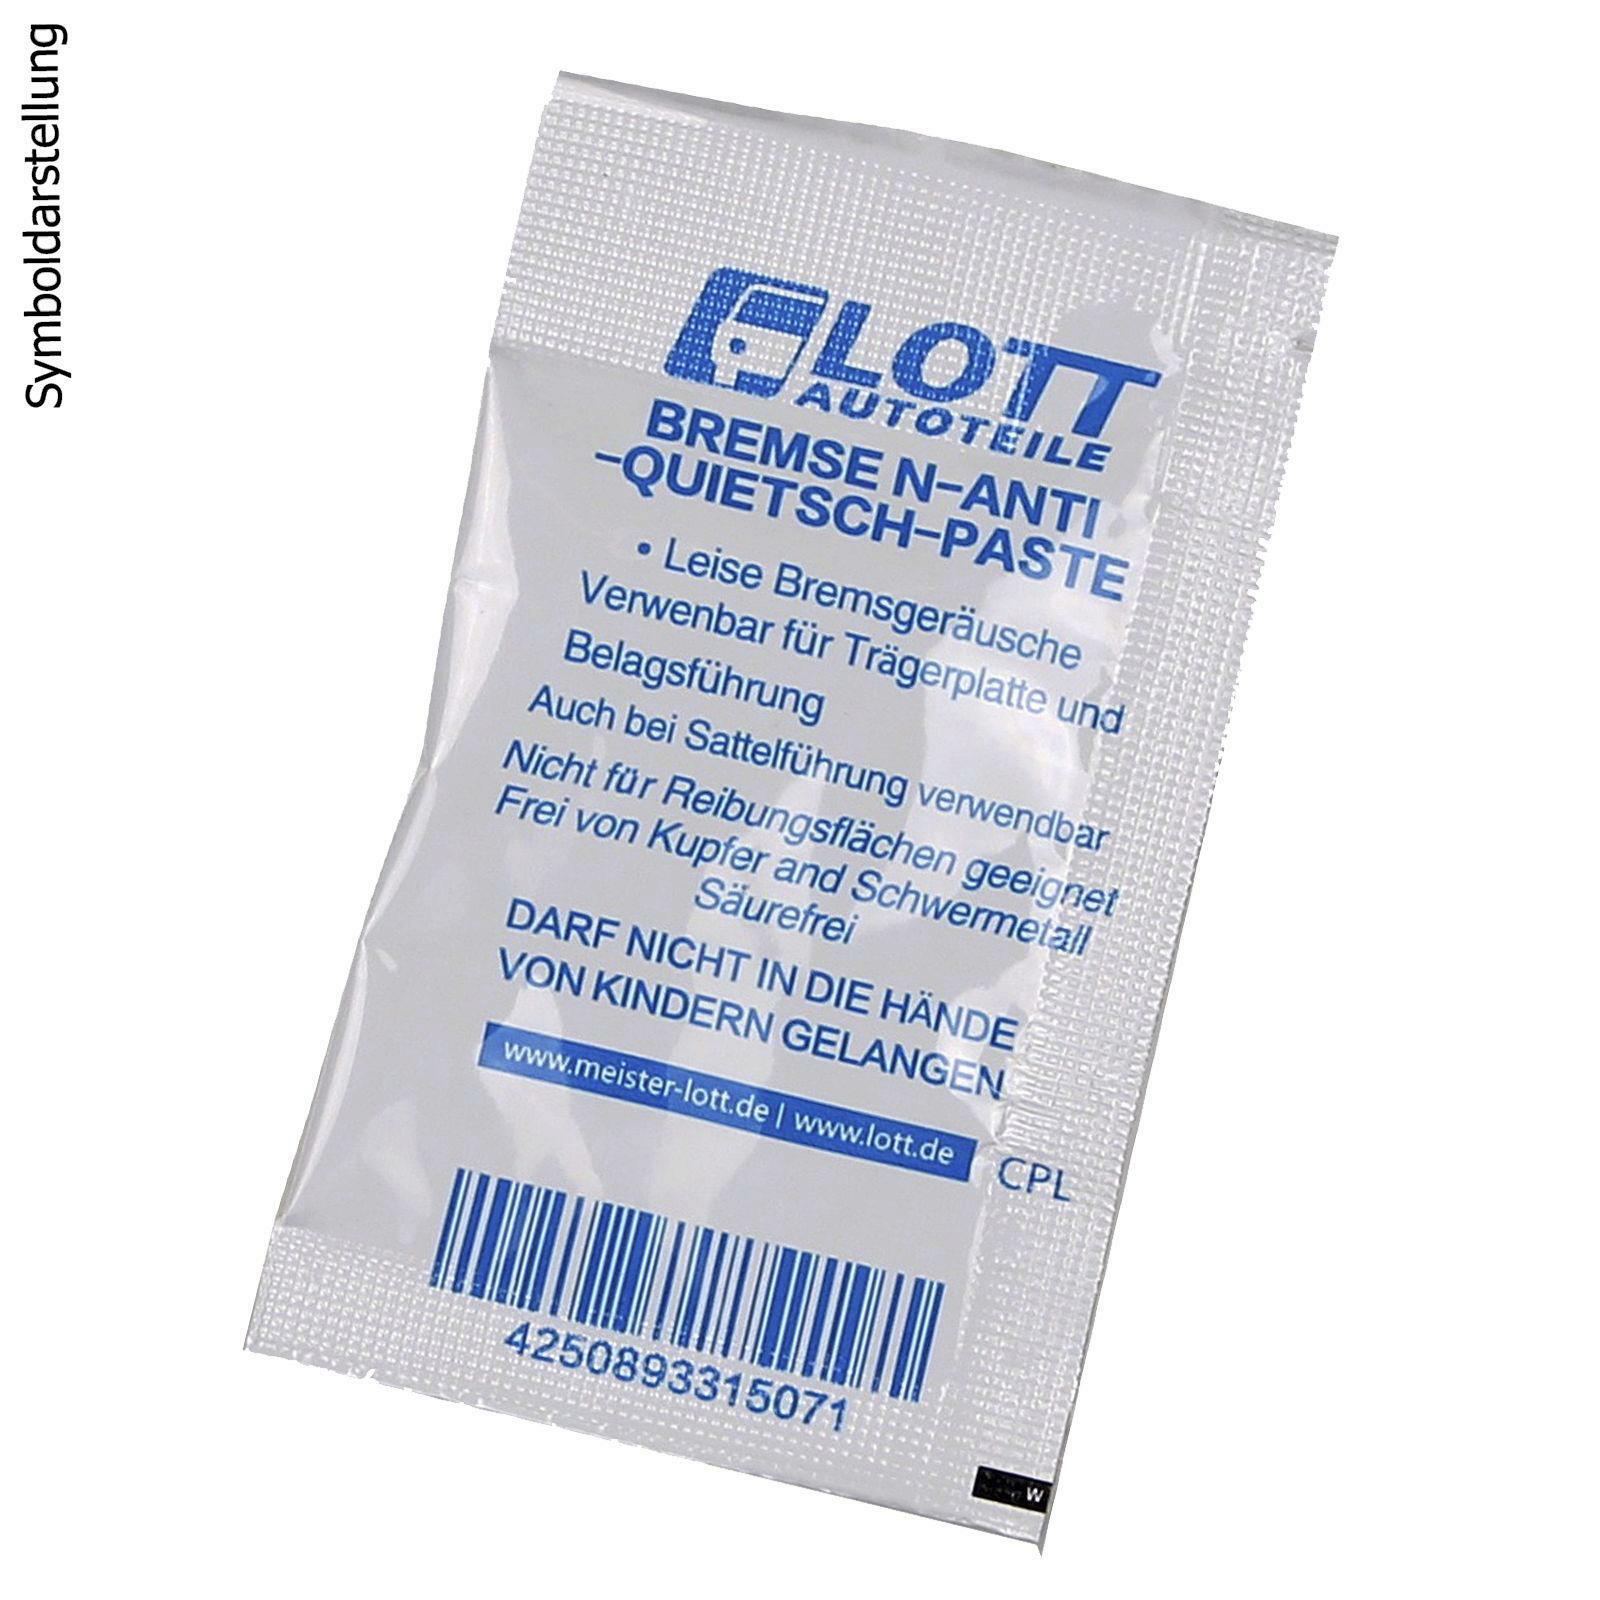 Symboldarstellung
LOTT
AUTOTEILE
BREMSE N-ANTI
-QUIETSCH-PASTE
• Leise Bremsgeräusche
Verwenbar für Trägerplatte und
Belagsführung
Auch bei Sattelführung verwendbar
Nicht für Reibungsflächen geeignet
Frei von Kupfer and Schwermetall
Säurefrei
DARF NICHT IN DIE HÄNDE
VON KINDERN GELANGEN
www.meister-lott.de | www.lott.de
CPL
4250893315071
W